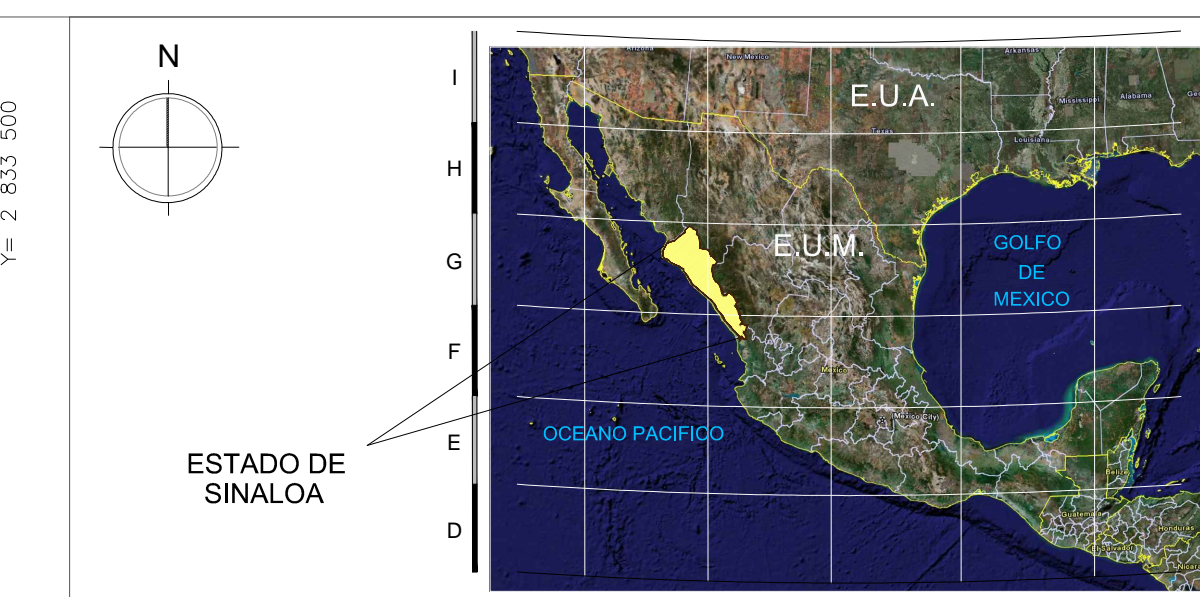 Y= 2 833 500
N
I
H
G
F
E
D
ESTADO DE
SINALOA
Arizona
New Mexico
Arkansas
E.U.A.
Mississippi
Alabama
Texas
Louisiana
E.U.M.
GOLFO
DE
MEXICO
Mexico
(Mexico City)
OCEANO PACIFICO
Belize
Guatemala
Honduras
El Salvador